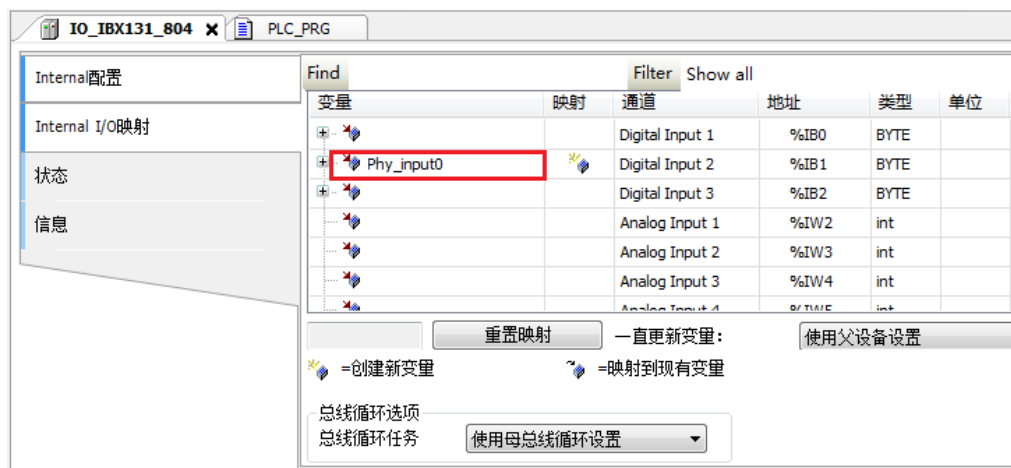 IO_IBX131_804 PLC_PRG
Internal配置
Internal I/O映射
状态
信息
Find Filter Show all
变量 映射 通道 地址 类型 单位
Digital Input 1 %IB0 BYTE
Phy_input0 Digital Input 2 %IB1 BYTE
Digital Input 3 %IB2 BYTE
Analog Input 1 %IW2 int
Analog Input 2 %IW3 int
Analog Input 3 %IW4 int
Analog Input 4 %IW5 int
重置映射 一直更新变量: 使用父设备设置
=创建新变量 =映射到现有变量
总线循环选项
总线循环任务 使用母总线循环设置